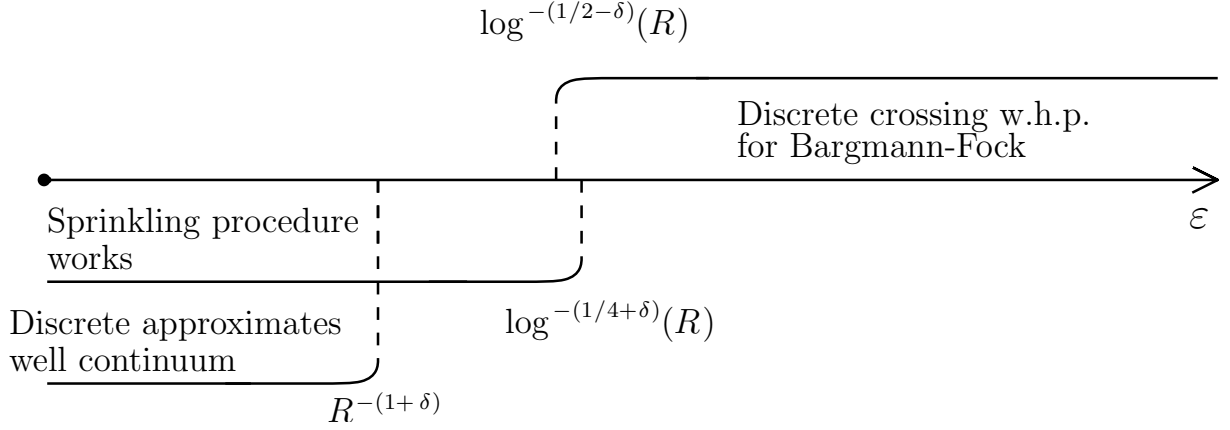 log^{-(1/2-δ)}(R)
Discrete crossing w.h.p.
for Bargmann-Fock
ε
Sprinkling procedure
works
log^{-(1/4+δ)}(R)
Discrete approximates
well continuum
R^{-(1+δ)}